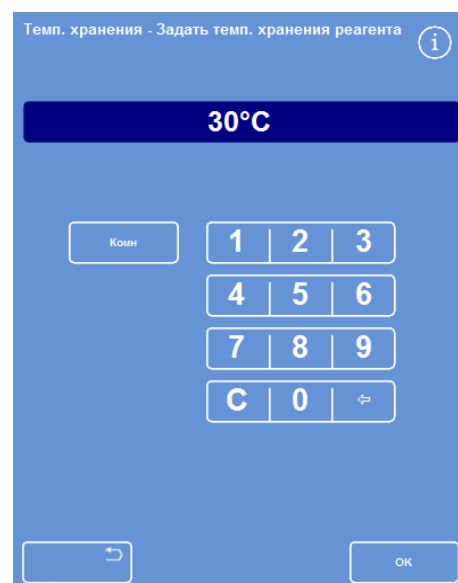 Темп. хранения - Задать темп. хранения реагента
i
30°C
Комн
1 2 3
4 5 6
7 8 9
C 0 ⇦
OK